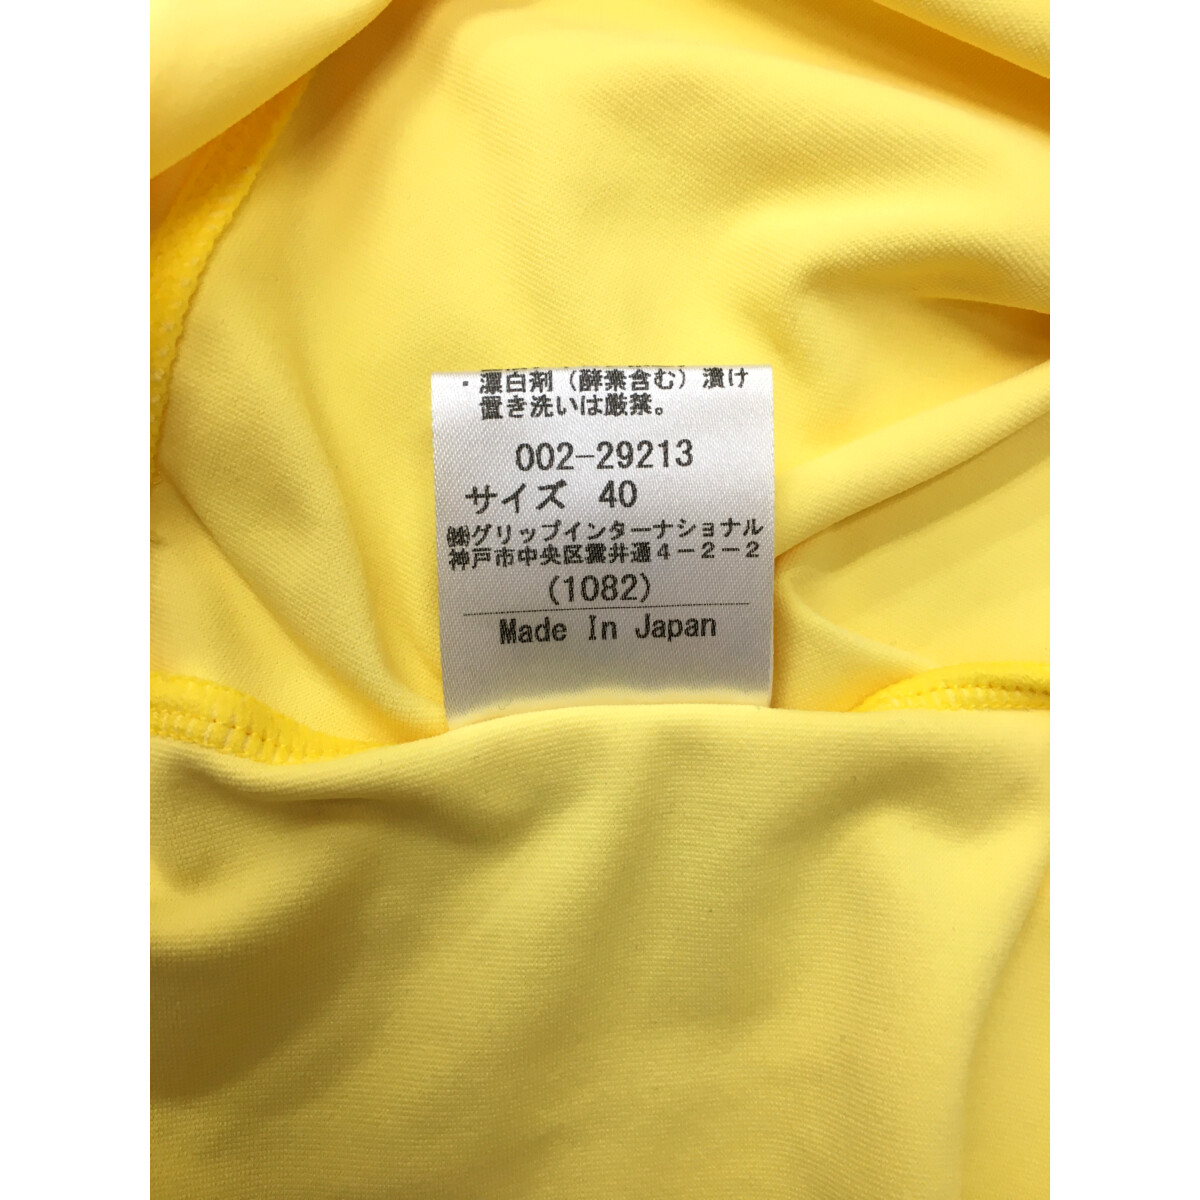 ・漂白剤（酵素含む）漬け
置き洗いは厳禁。
002-29213
サイズ 40
㈱グリップインターナショナル
神戸市中央区雲井通4-2-2
(1082)
Made In Japan